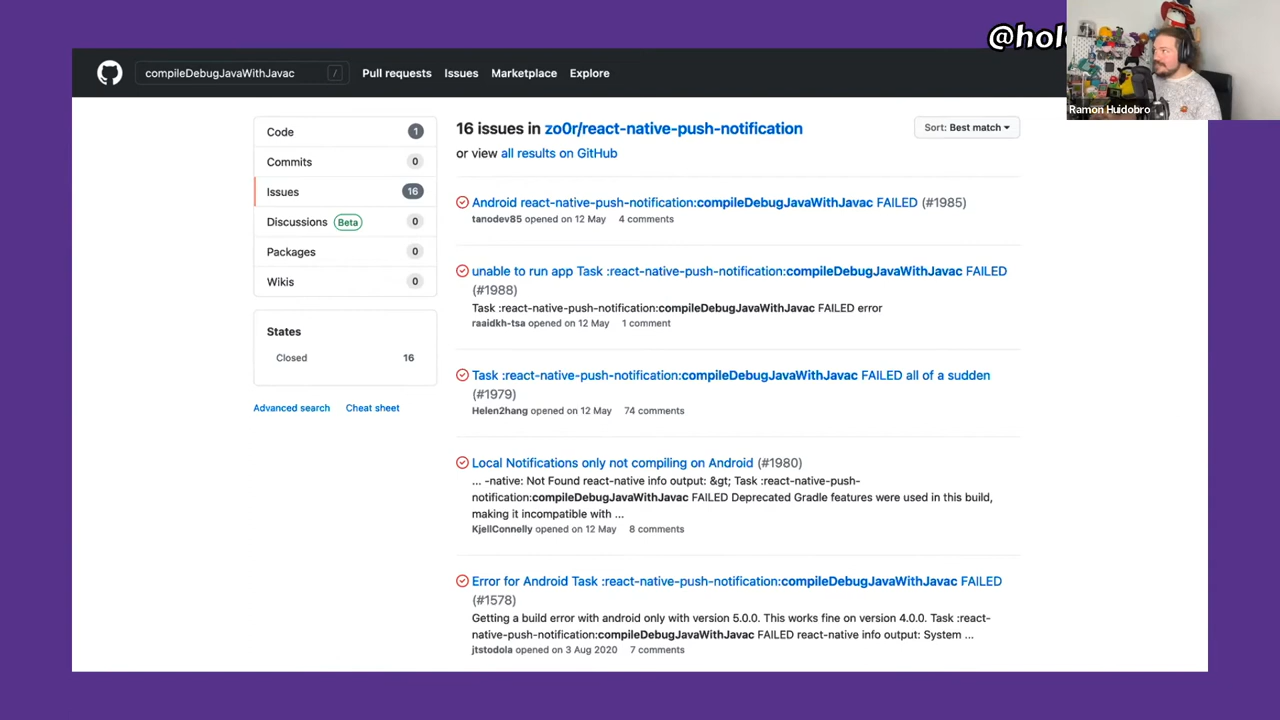 @hol
Ramon Huidobro
compileDebugJavaWithJavac /
Pull requests Issues Marketplace Explore
Code 1
Commits 0
Issues 16
Discussions Beta 0
Packages 0
Wikis 0
States
Closed 16
Advanced search Cheat sheet
16 issues in zo0r/react-native-push-notification
Sort: Best match
or view all results on GitHub
Android react-native-push-notification:compileDebugJavaWithJavac FAILED (#1985)
tanodev85 opened on 12 May 4 comments
unable to run app Task :react-native-push-notification:compileDebugJavaWithJavac FAILED
(#1988)
Task :react-native-push-notification:compileDebugJavaWithJavac FAILED error
raaidkh-tsa opened on 12 May 1 comment
Task :react-native-push-notification:compileDebugJavaWithJavac FAILED all of a sudden
(#1979)
Helen2hang opened on 12 May 74 comments
Local Notifications only not compiling on Android (#1980)
... -native: Not Found react-native info output: &gt; Task :react-native-push-
notification:compileDebugJavaWithJavac FAILED Deprecated Gradle features were used in this build,
making it incompatible with ...
KjellConnelly opened on 12 May 8 comments
Error for Android Task :react-native-push-notification:compileDebugJavaWithJavac FAILED
(#1578)
Getting a build error with android only with version 5.0.0. This works fine on version 4.0.0. Task :react-
native-push-notification:compileDebugJavaWithJavac FAILED react-native info output: System ...
jtstodola opened on 3 Aug 2020 7 comments